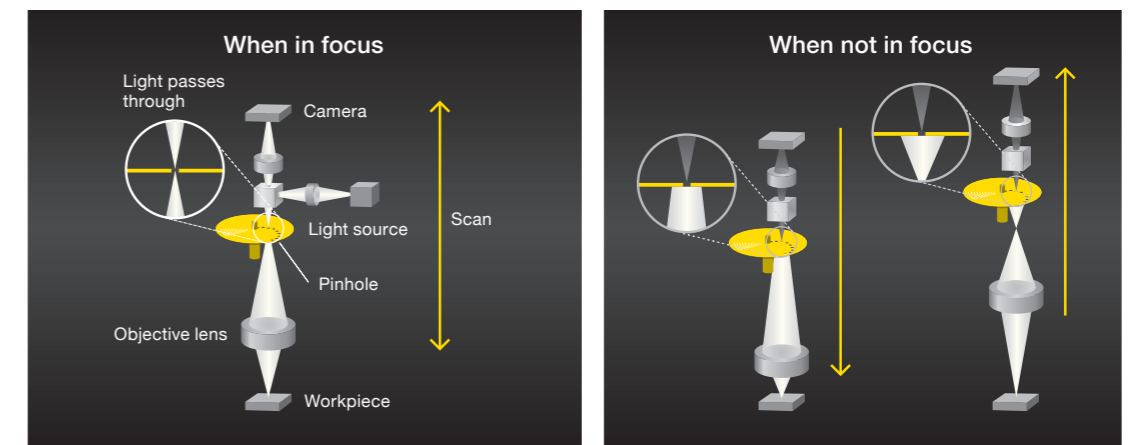 When in focus
Light passes
through
Camera
Light source
Scan
Pinhole
Objective lens
Workpiece
When not in focus